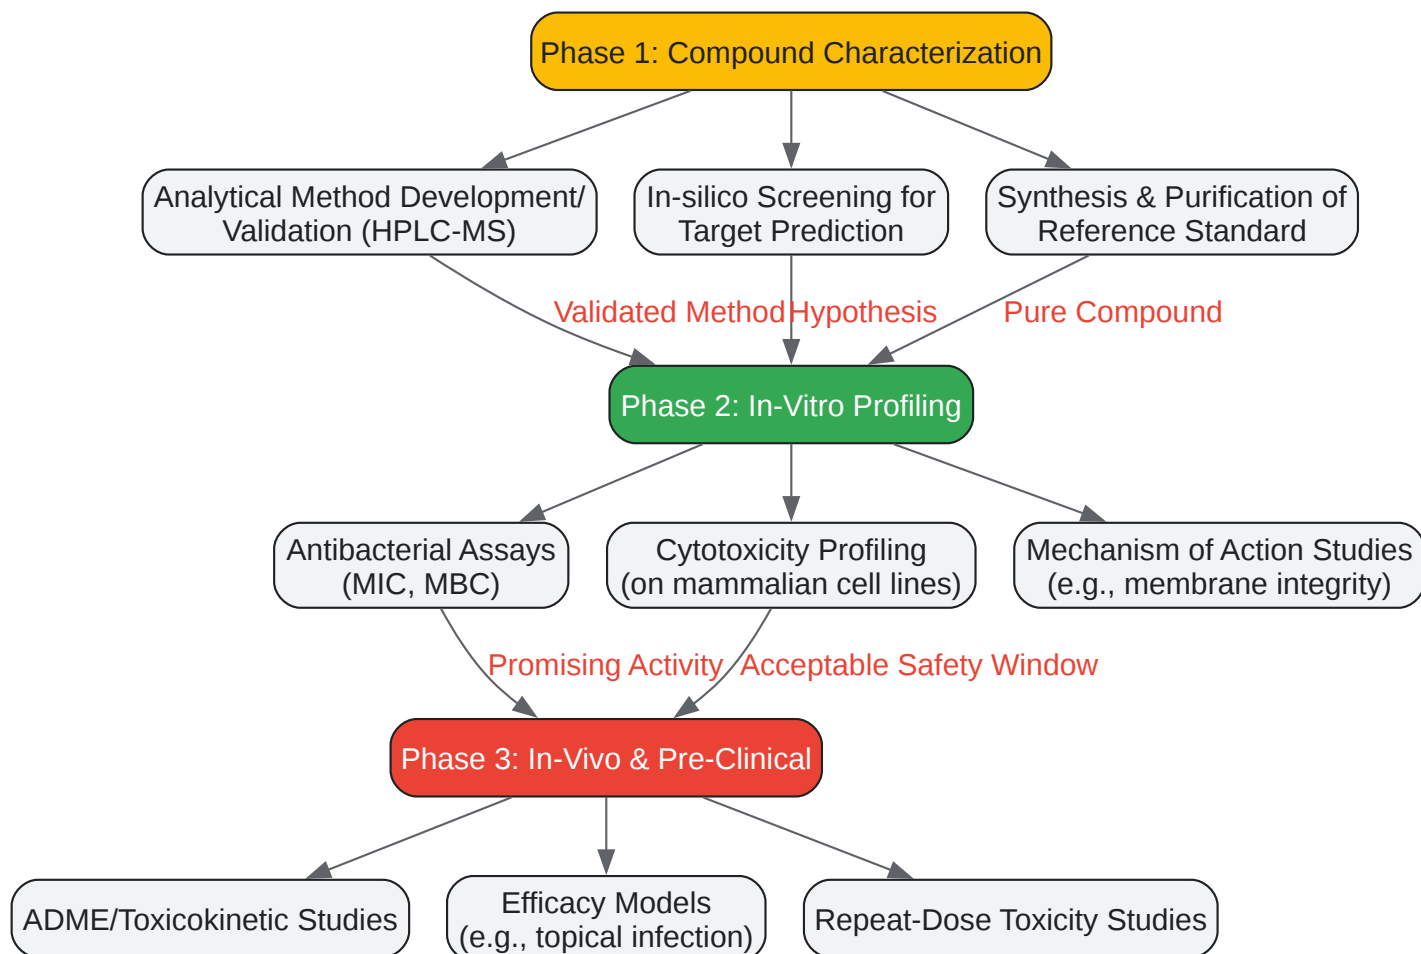 Phase 1: Compound Characterization
Analytical Method Development/
Validation (HPLC-MS)
In-silico Screening for
Target Prediction
Synthesis & Purification of
Reference Standard
Validated Method
Hypothesis
Pure Compound
Phase 2: In-Vitro Profiling
Antibacterial Assays
(MIC, MBC)
Cytotoxicity Profiling
(on mammalian cell lines)
Mechanism of Action Studies
(e.g., membrane integrity)
Promising Activity
Acceptable Safety Window
Phase 3: In-Vivo & Pre-Clinical
ADME/Toxicokinetic Studies
Efficacy Models
(e.g., topical infection)
Repeat-Dose Toxicity Studies